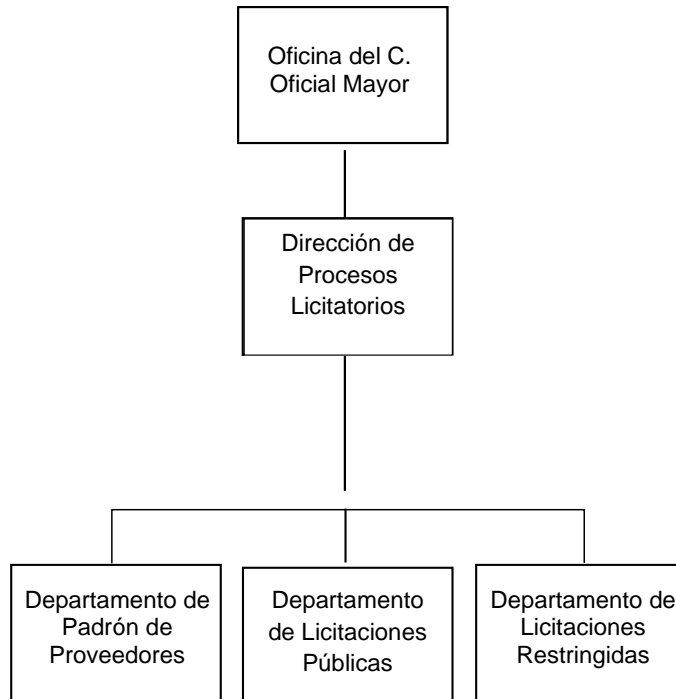 Oficina del C.
Oficial Mayor
Dirección de
Procesos
Licitatorios
Departamento de
Padrón de
Proveedores
Departamento
de Licitaciones
Públicas
Departamento de
Licitaciones
Restringidas